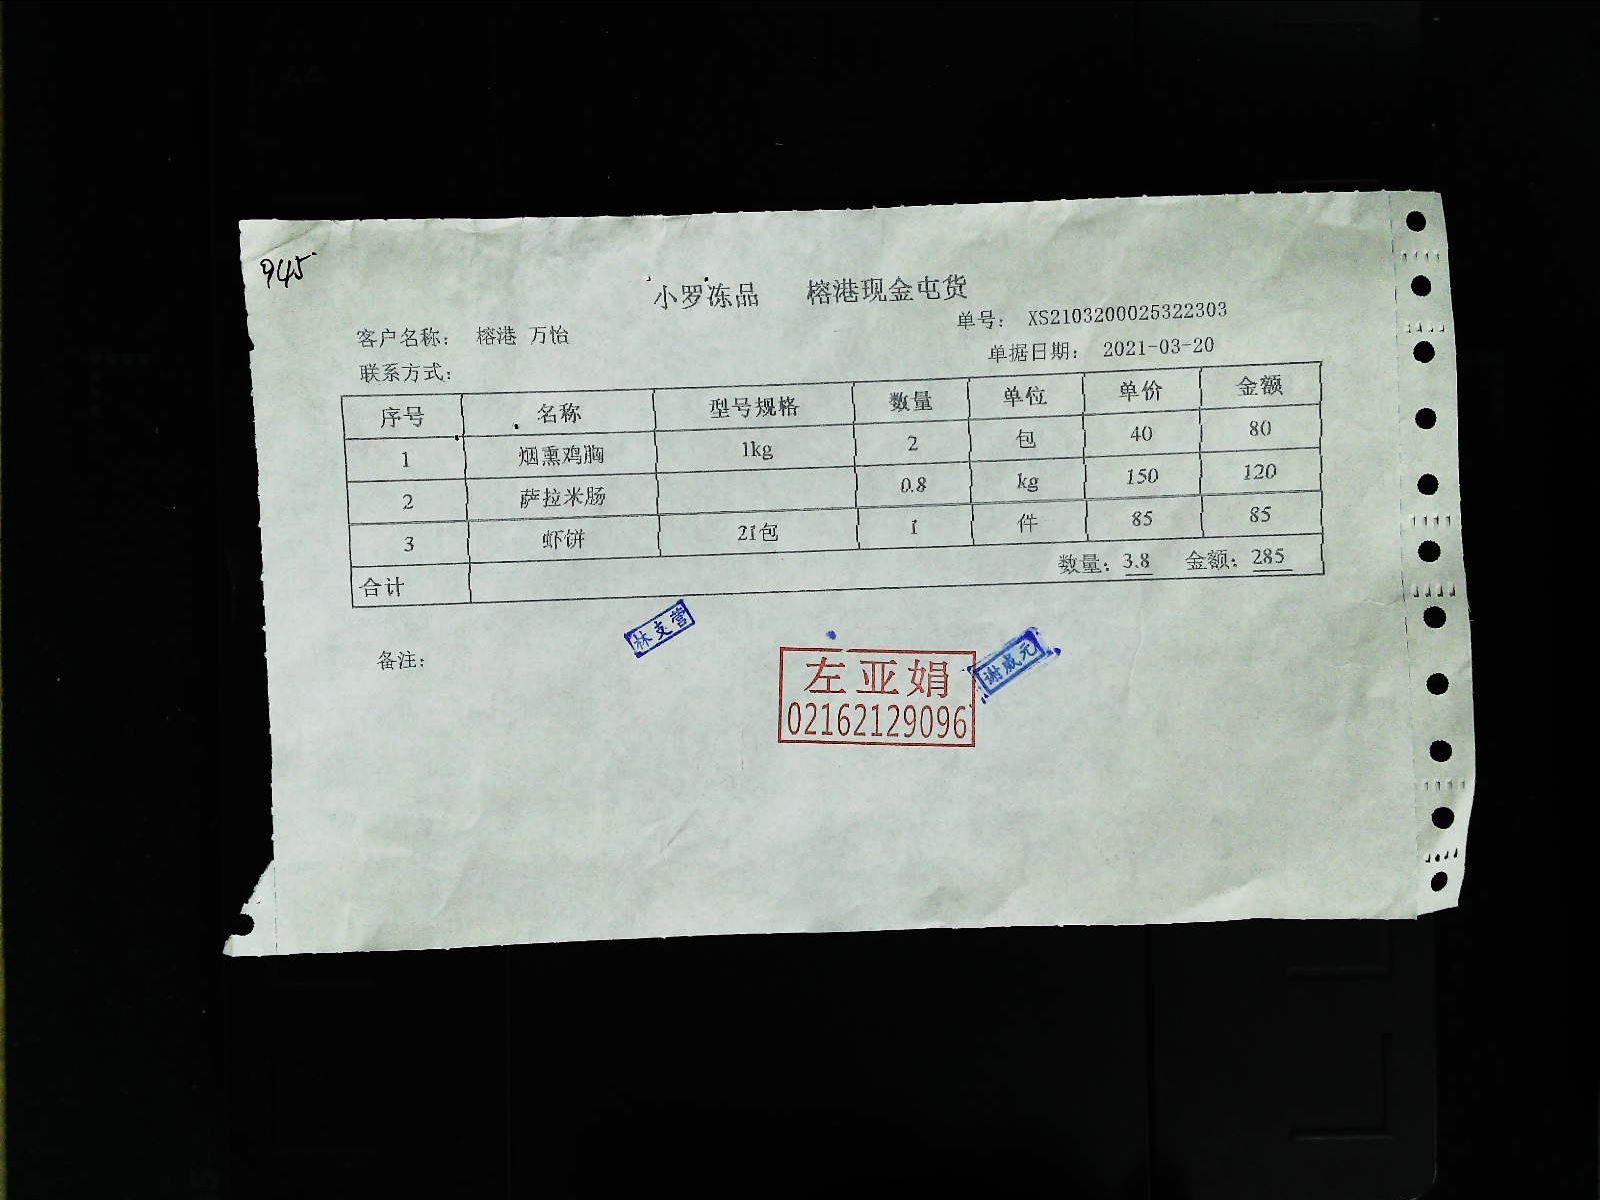 945
小罗冻品 榕港现金屯货
单号: XS2103200025322303
客户名称: 榕港 万怡
单据日期: 2021-03-20
联系方式:
序号 名称 型号规格 数量 单位 单价 金额
1 烟熏鸡胸 1kg 2 包 40 80
2 萨拉米肠 0.8 kg 150 120
3 虾饼 21包 1 件 85 85
合计 数量: 3.8 金额: 285
备注:
林支营
谢成元
左亚娟
02162129096